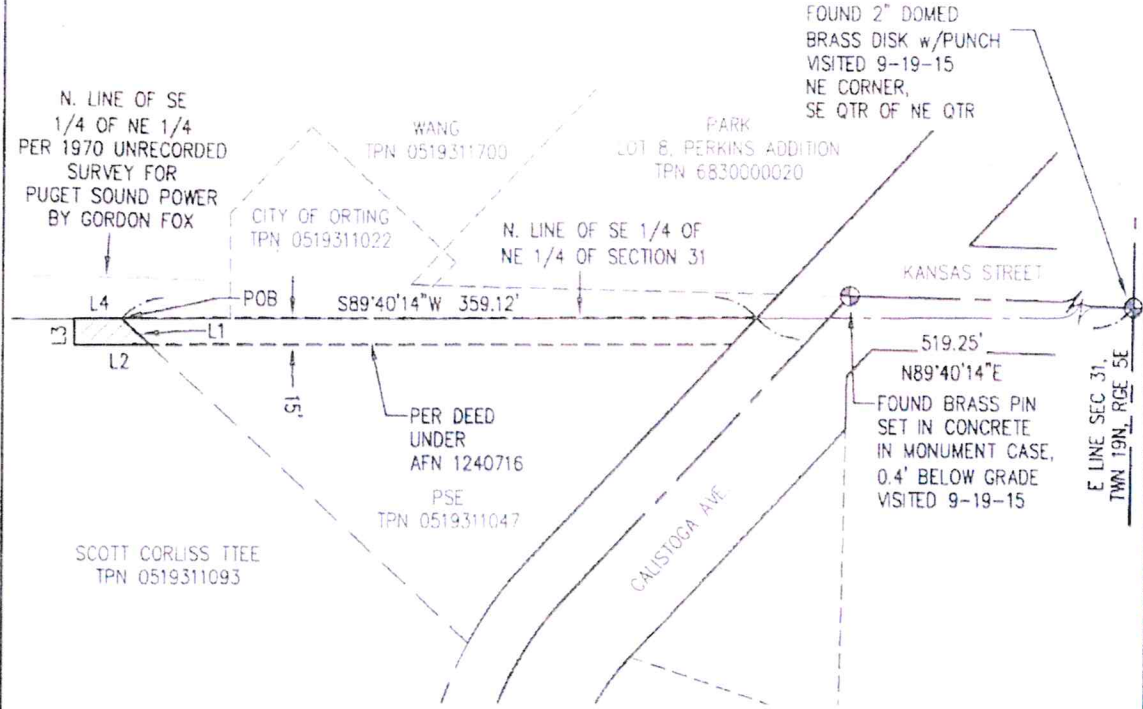 FOUND 2" DOMED
BRASS DISK w/PUNCH
VISITED 9-19-15
NE CORNER,
SE QTR OF NE QTR
N. LINE OF SE
1/4 OF NE 1/4
PER 1970 UNRECORDED
SURVEY FOR
PUGET SOUND POWER
BY GORDON FOX
WANG
TPN 0519311700
PARK
LOT 8, PERKINS ADDITION
TPN 6830000020
CITY OF ORTING
TPN 0519311022
N. LINE OF SE 1/4 OF
NE 1/4 OF SECTION 31
KANSAS STREET
L4
POB
S89°40'14"W 359.12'
L3
L1
L2
15'
519.25'
N89°40'14"E
PER DEED
UNDER
AFN 1240716
FOUND BRASS PIN
SET IN CONCRETE
IN MONUMENT CASE,
0.4' BELOW GRADE
VISITED 9-19-15
E LINE SEC 31,
TWN 19N, RGE 5E
PSE
TPN 0519311047
CALISTOGA AVE.
SCOTT CORLISS TTEE
TPN 0519311093